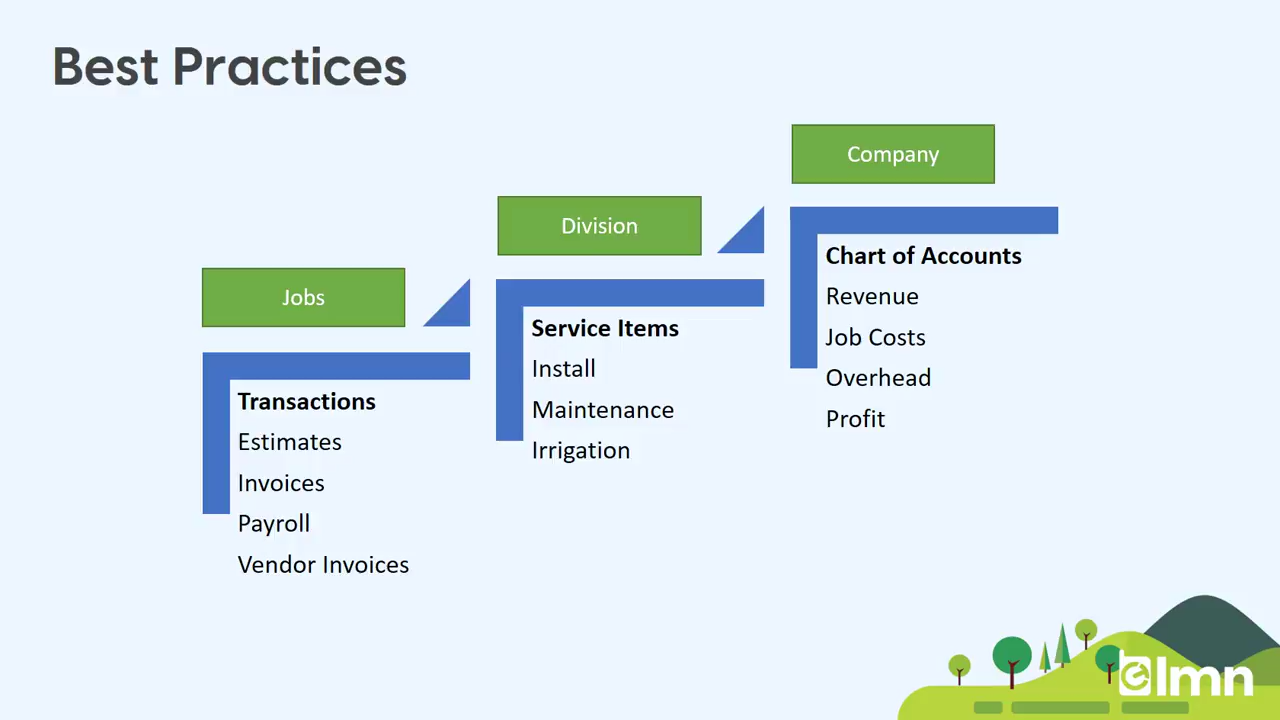 Best Practices
Company
Division
Jobs
Chart of Accounts
Revenue
Job Costs
Overhead
Profit
Service Items
Install
Maintenance
Irrigation
Transactions
Estimates
Invoices
Payroll
Vendor Invoices
lmn